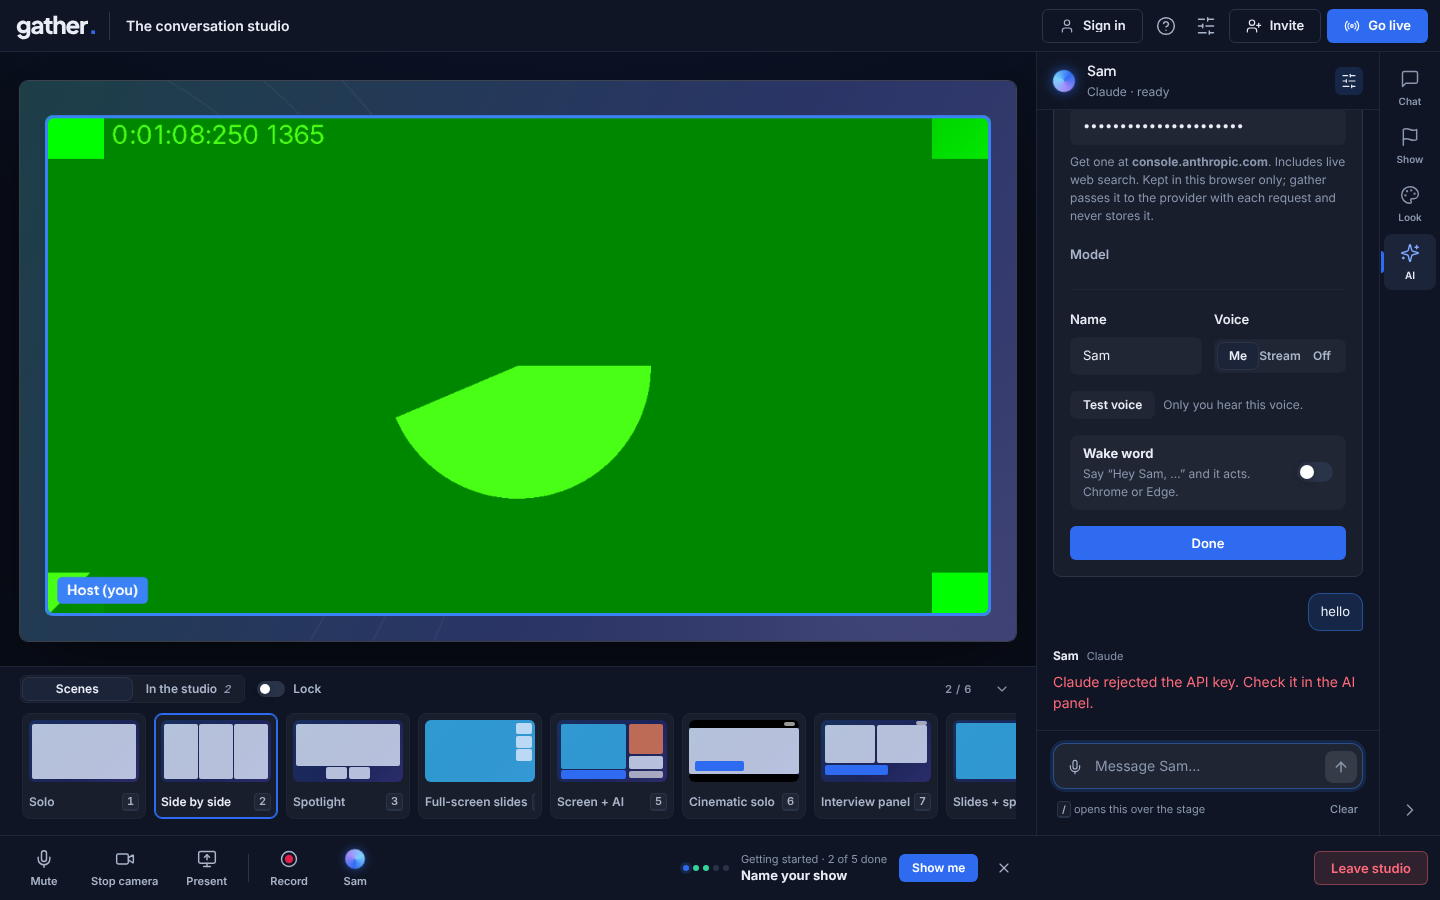 gather.
The conversation studio
Sign in
Invite
Go live
0:01:08:250 1365
Host (you)
Scenes
In the studio 2
Lock
2 / 6
Solo 1
Side by side 2
Spotlight 3
Full-screen slides
Screen + AI 5
Cinematic solo 6
Interview panel 7
Slides + sp
Mute
Stop camera
Present
Record
Sam
Getting started · 2 of 5 done
Name your show
Show me
Leave studio
Sam
Claude · ready
••••••••••••••••••••••
Get one at console.anthropic.com. Includes live
web search. Kept in this browser only; gather
passes it to the provider with each request and
never stores it.
Model
Name
Voice
Sam
Me
Stream
Off
Test voice
Only you hear this voice.
Wake word
Say “Hey Sam, ...” and it acts.
Chrome or Edge.
Done
hello
Sam Claude
Claude rejected the API key. Check it in the AI
panel.
Message Sam...
/ opens this over the stage
Clear
Chat
Show
Look
AI